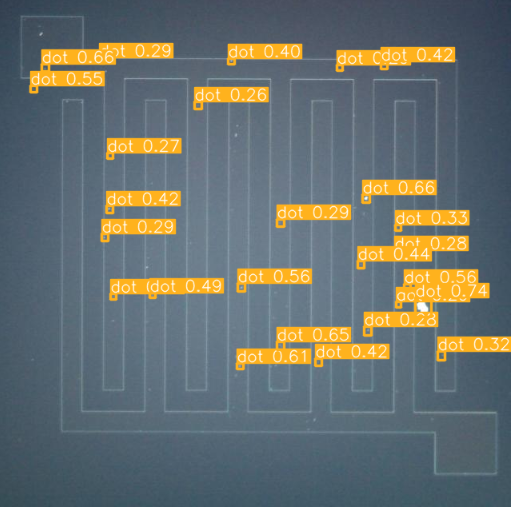 dot 0.29
dot 0.66
dot 0.40
dot 0.42
dot 0.55
dot 0.26
dot 0.27
dot 0.66
dot 0.42
dot 0.29
dot 0.33
dot 0.29
dot 0.28
dot 0.44
dot 0.56
dot 0.56
dot 0.49
dot 0.74
dot 0.28
dot 0.65
dot 0.32
dot 0.61
dot 0.42